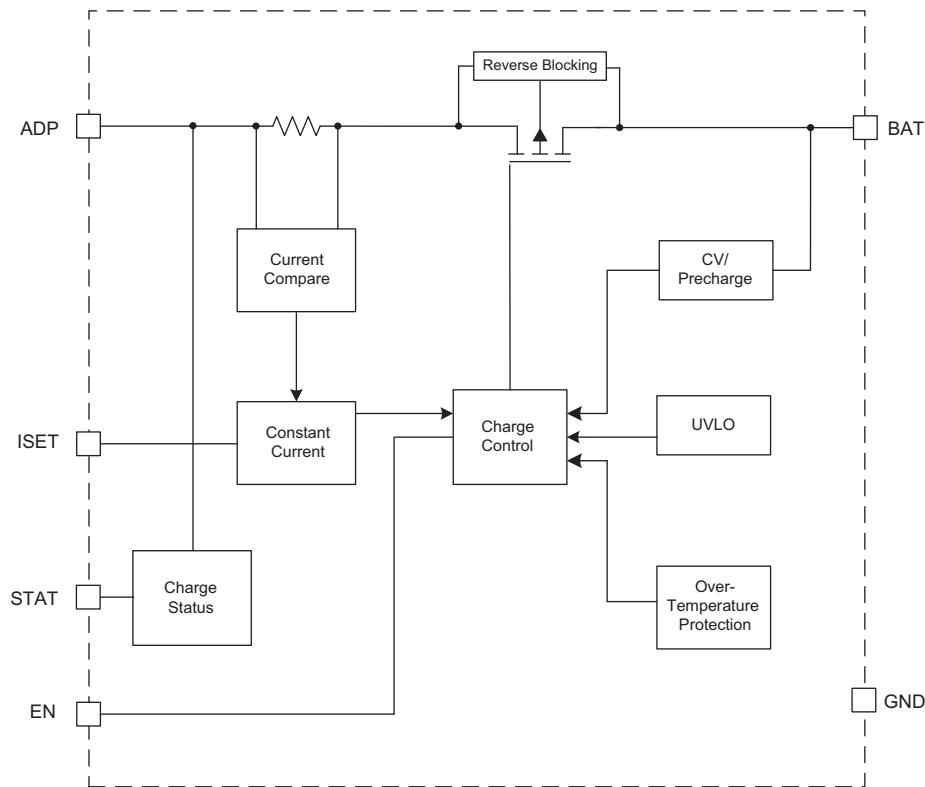 Reverse Blocking
ADP
BAT
Current
Compare
CV/
Precharge
ISET
Constant
Current
Charge
Control
UVLO
STAT
Charge
Status
Over-
Temperature
Protection
EN
GND